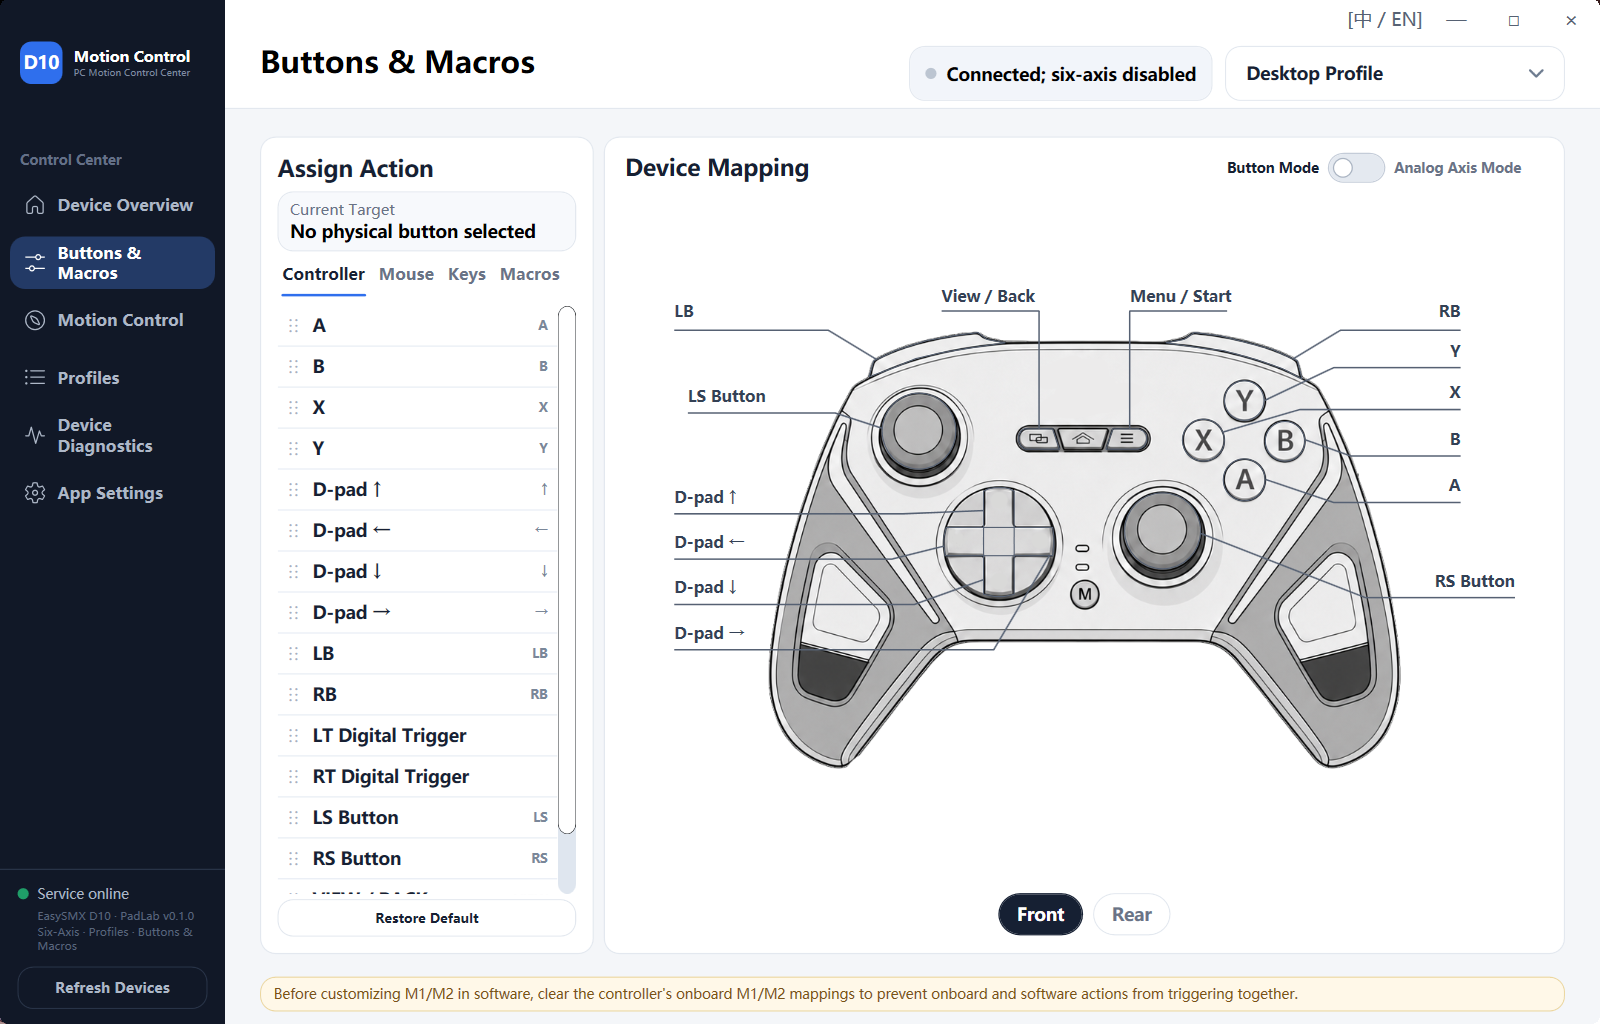 D10
Motion Control
PC Motion Control Center
Control Center
Device Overview
Buttons &
Macros
Motion Control
Profiles
Device
Diagnostics
App Settings
Service online
EasySMX D10 · PadLab v0.1.0
Six-Axis · Profiles · Buttons &
Macros
Refresh Devices
[中 / EN]
Buttons & Macros
Connected; six-axis disabled
Desktop Profile
Assign Action
Current Target
No physical button selected
Controller Mouse Keys Macros
A A
B B
X X
Y Y
D-pad ↑ ↑
D-pad ← ←
D-pad ↓ ↓
D-pad → →
LB LB
RB RB
LT Digital Trigger
RT Digital Trigger
LS Button LS
RS Button RS
VIEW / BACK
Restore Default
Device Mapping
Button Mode
Analog Axis Mode
View / Back
Menu / Start
LB
RB
Y
X
LS Button
B
A
D-pad ↑
D-pad ←
D-pad ↓
D-pad →
RS Button
Y
X
B
A
M
Front
Rear
Before customizing M1/M2 in software, clear the controller's onboard M1/M2 mappings to prevent onboard and software actions from triggering together.